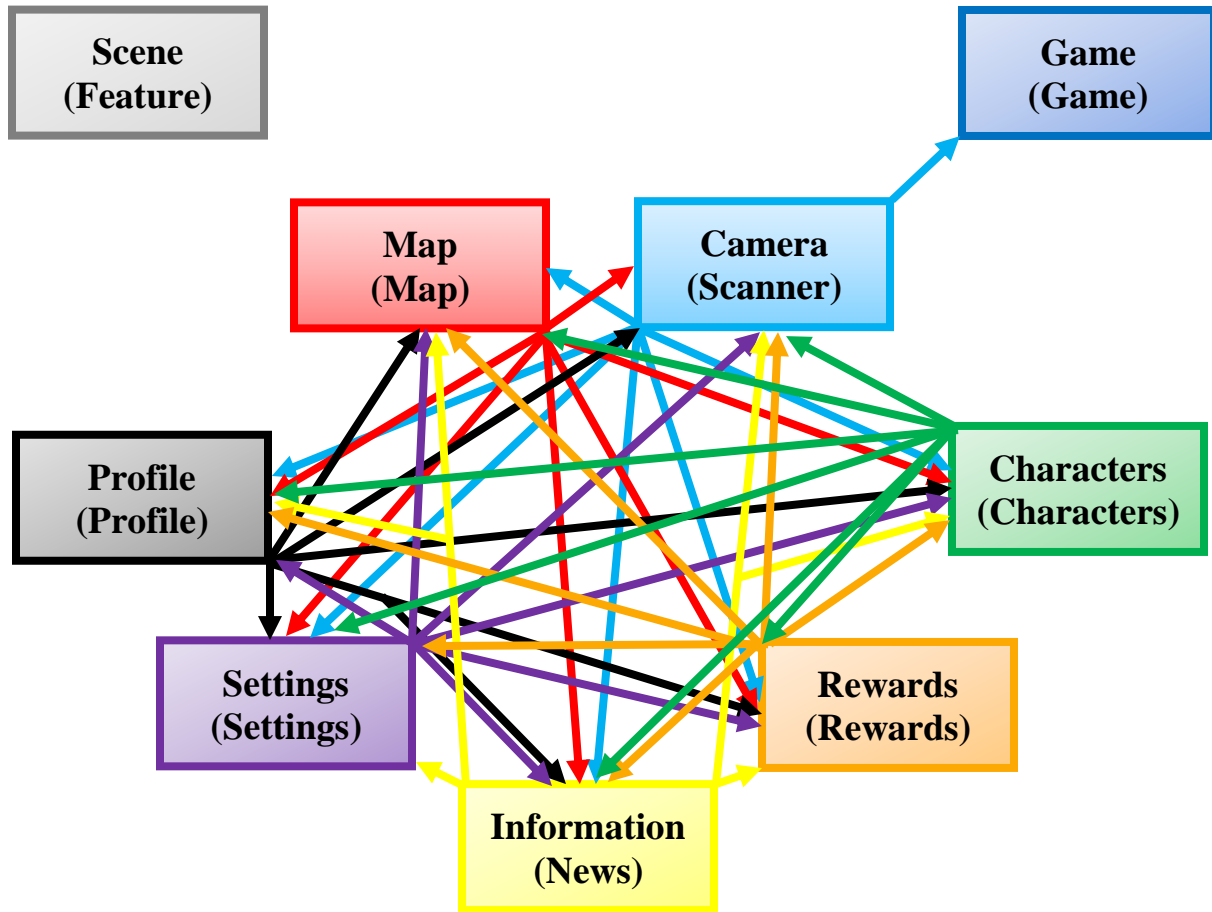 Scene
(Feature)
Game
(Game)
Map
(Map)
Camera
(Scanner)
Profile
(Profile)
Characters
(Characters)
Settings
(Settings)
Rewards
(Rewards)
Information
(News)